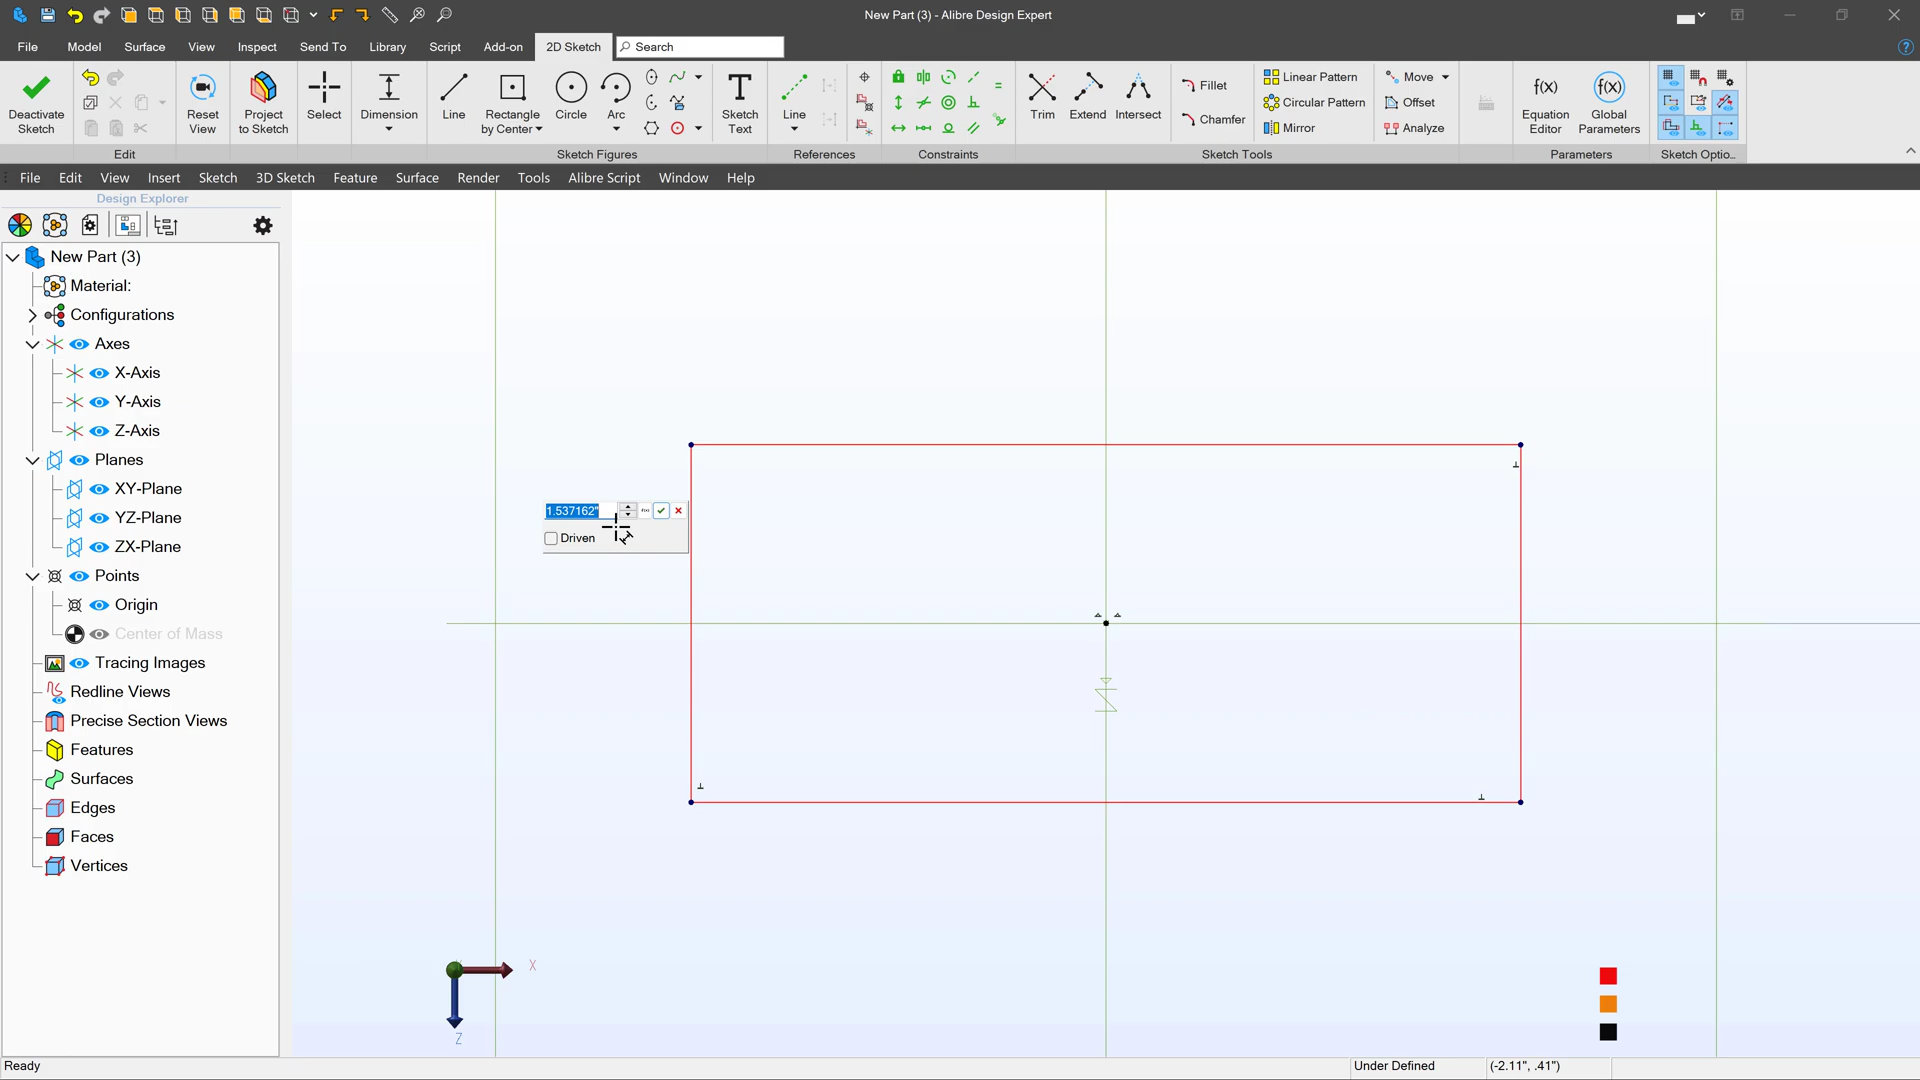 New Part (3) - Alibre Design Expert
File Model Surface View Inspect Send To Library Script Add-on 2D Sketch Search
Deactivate Sketch
Edit
Reset View
Project to Sketch
Select
Dimension
Line
Rectangle by Center
Circle
Arc
Sketch Text
Sketch Figures
Line
References
Constraints
Trim
Extend
Intersect
Fillet
Chamfer
Linear Pattern
Circular Pattern
Mirror
Move
Offset
Analyze
Sketch Tools
f(x)
Equation Editor
f(x)
Global Parameters
Parameters
Sketch Optio...
File Edit View Insert Sketch 3D Sketch Feature Surface Render Tools Alibre Script Window Help
Design Explorer
New Part (3)
Material:
Configurations
Axes
X-Axis
Y-Axis
Z-Axis
Planes
XY-Plane
YZ-Plane
ZX-Plane
Points
Origin
Center of Mass
Tracing Images
Redline Views
Precise Section Views
Features
Surfaces
Edges
Faces
Vertices
1.537162"
Driven
X
Z
Ready
Under Defined
(-2.11", .41")